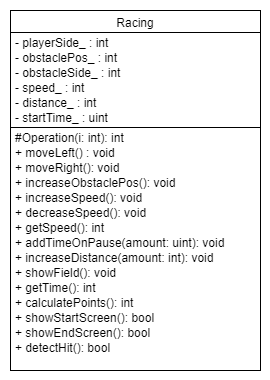 Racing
- playerSide_ : int
- obstaclePos_ : int
- obstacleSide_ : int
- speed_ : int
- distance_ : int
- startTime_ : uint
#Operation(i: int): int
+ moveLeft() : void
+ moveRight(): void
+ increaseObstaclePos(): void
+ increaseSpeed(): void
+ decreaseSpeed(): void
+ getSpeed(): int
+ addTimeOnPause(amount: uint): void
+ increaseDistance(amount: int): void
+ showField(): void
+ getTime(): int
+ calculatePoints(): int
+ showStartScreen(): bool
+ showEndScreen(): bool
+ detectHit(): bool